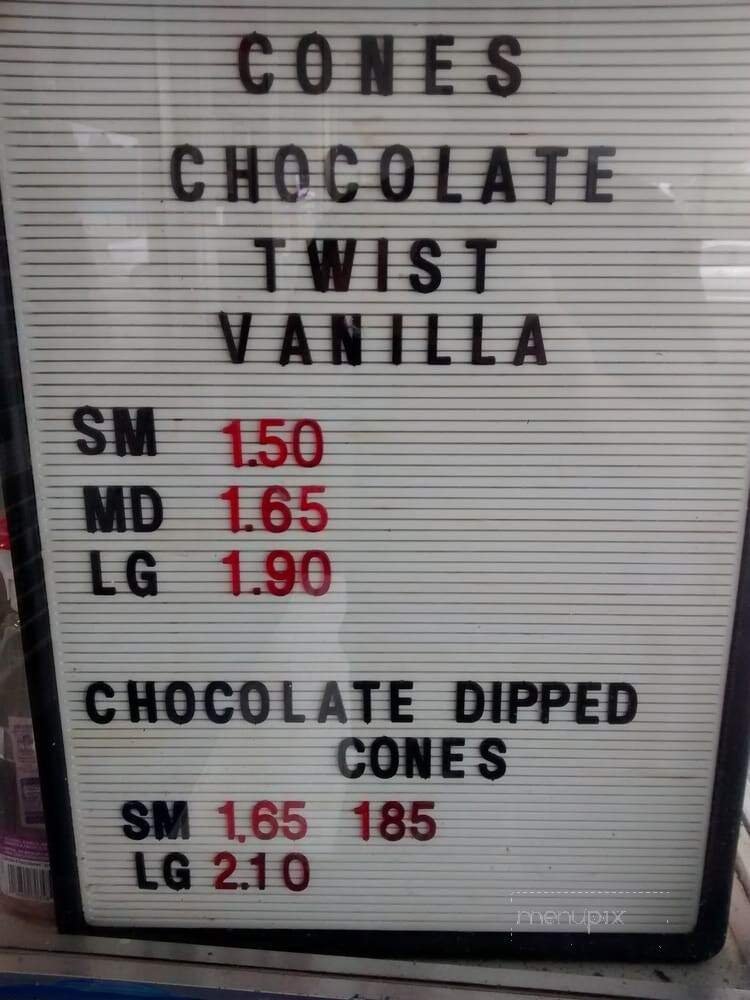 CONES
CHOCOLATE
TWIST
VANILLA
SM 1.50
MD 1.65
LG 1.90
CHOCOLATE DIPPED
CONES
SM 1.65 185
LG 2.10
menupix